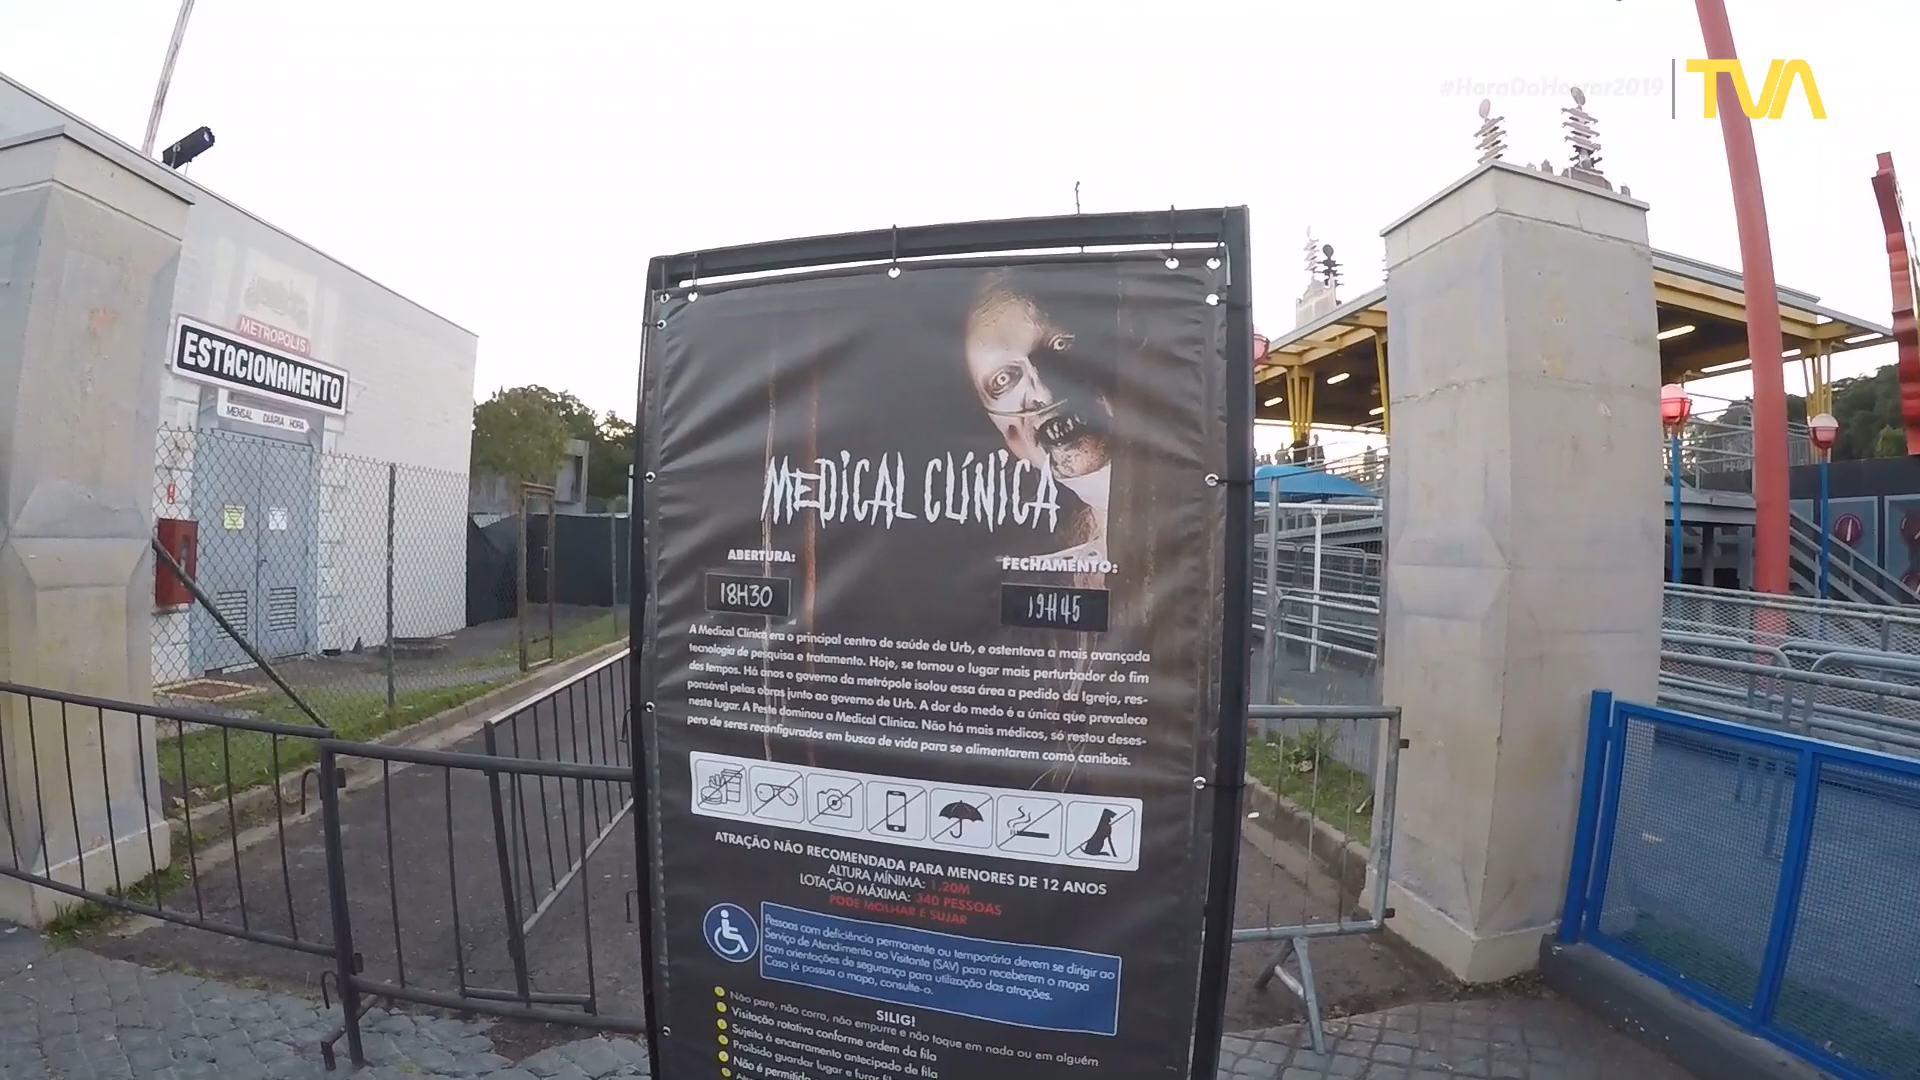 #HoraDoHorror2019
TVA
METROPOLIS
ESTACIONAMENTO
MENSAL DIÁRIA HORA
MEDICAL CLÍNICA
ABERTURA:
FECHAMENTO:
18H30
19H45
A Medical Clínica era o principal centro de saúde de Urb, e ostentava a mais avançada
tecnologia de pesquisa e tratamento. Hoje, se tornou o lugar mais perturbador do fim
dos tempos. Há anos o governo da metrópole isolou essa área a pedido da Igreja, res-
ponsável pelas obras junto ao governo de Urb. A dor do medo é a única que prevalece
neste lugar. A Peste dominou a Medical Clínica. Não há mais médicos, só restou deses-
pero de seres reconfigurados em busca de vida para se alimentarem como canibais.
ATRAÇÃO NÃO RECOMENDADA PARA MENORES DE 12 ANOS
ALTURA MÍNIMA: 1,20M
LOTAÇÃO MÁXIMA: 340 PESSOAS
PODE MOLHAR E SUJAR
Pessoas com deficiência permanente ou temporária devem se dirigir ao
Serviço de Atendimento ao Visitante (SAV) para receberem o mapa
com orientações de segurança para utilização das atrações.
Caso já possua o mapa, consulte-o.
SILIG!
Não pare, não corra, não empurre e não toque em nada ou em alguém
Visitação rotativa conforme ordem da fila
Sujeito à encerramento antecipado de fila
Proibido guardar lugar e furar
Não é permitido